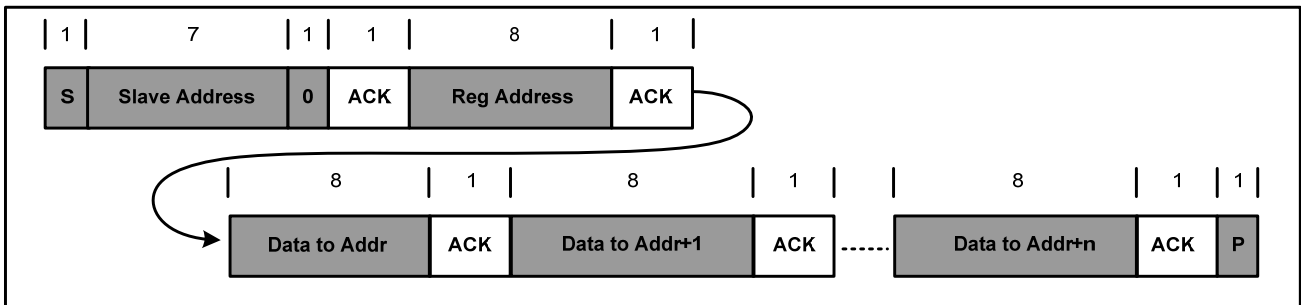 1 7 1 1 8 1
S Slave Address 0 ACK Reg Address ACK
8 1 8 1 8 1 1
Data to Addr ACK Data to Addr+1 ACK Data to Addr+n ACK P